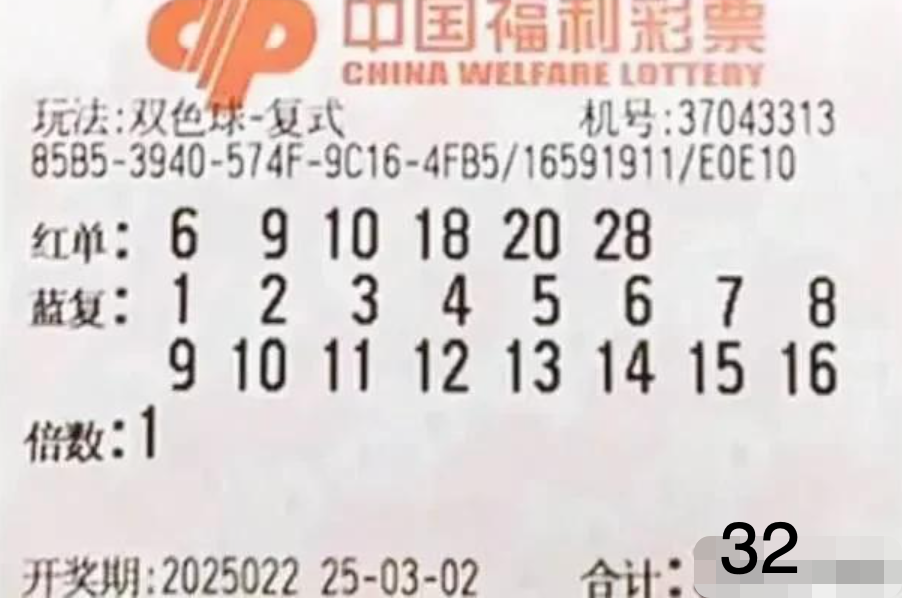 中国福利彩票
CHINA WELFARE LOTTERY
玩法:双色球-复式 机号:37043313
85B5-3940-574F-9C16-4FB5/16591911/E0E10
红单: 6 9 10 18 20 28
蓝复: 1 2 3 4 5 6 7 8
9 10 11 12 13 14 15 16
倍数:1
开奖期:2025022 25-03-02 合计: 32